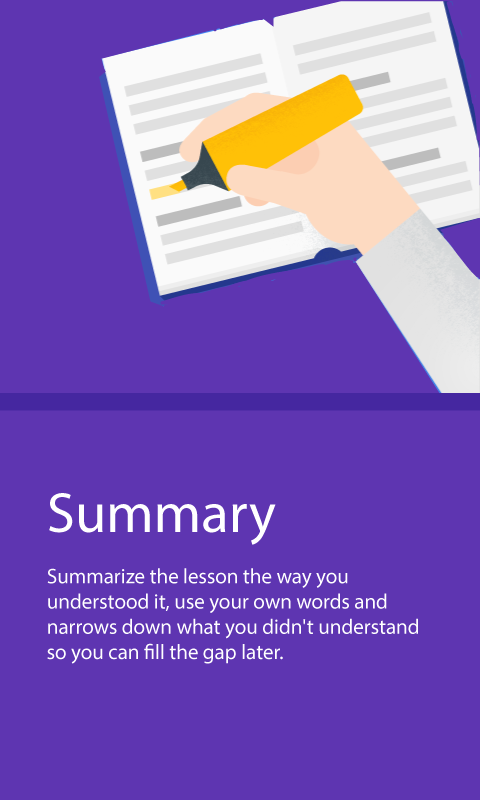 Summary
Summarize the lesson the way you
understood it, use your own words and
narrows down what you didn't understand
so you can fill the gap later.